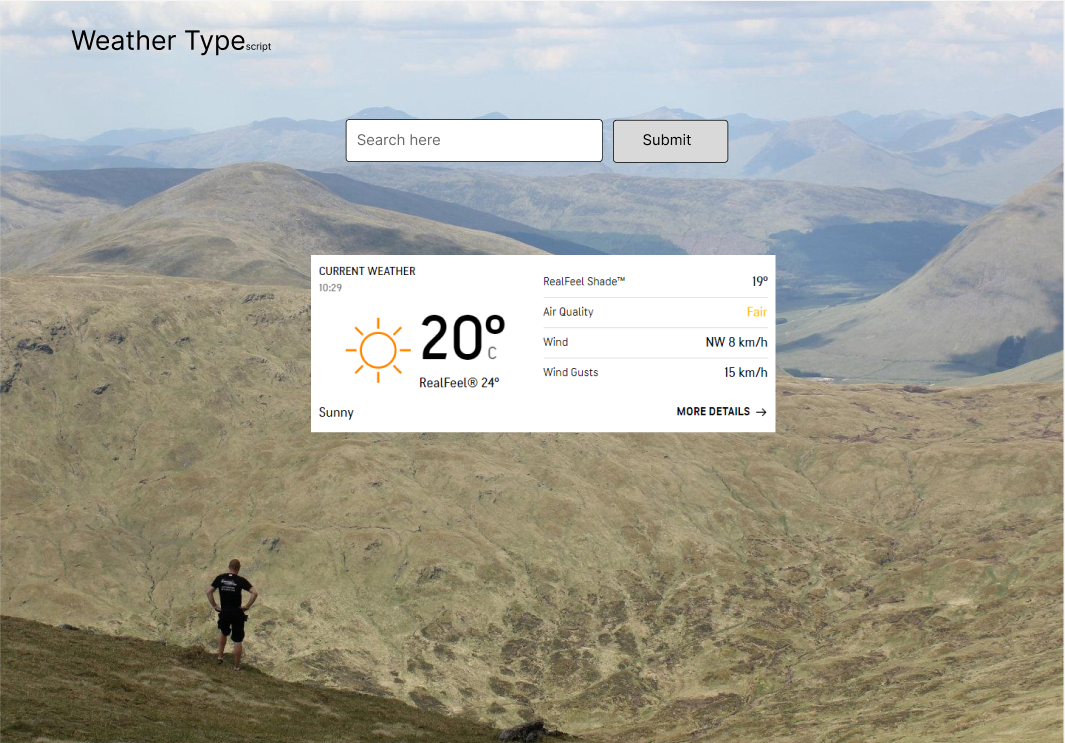 Weather Typescript
Search here
Submit
CURRENT WEATHER
10:29
20°
C
RealFeel® 24°
Sunny
RealFeel Shade™ 19°
Air Quality Fair
Wind NW 8 km/h
Wind Gusts 15 km/h
MORE DETAILS →